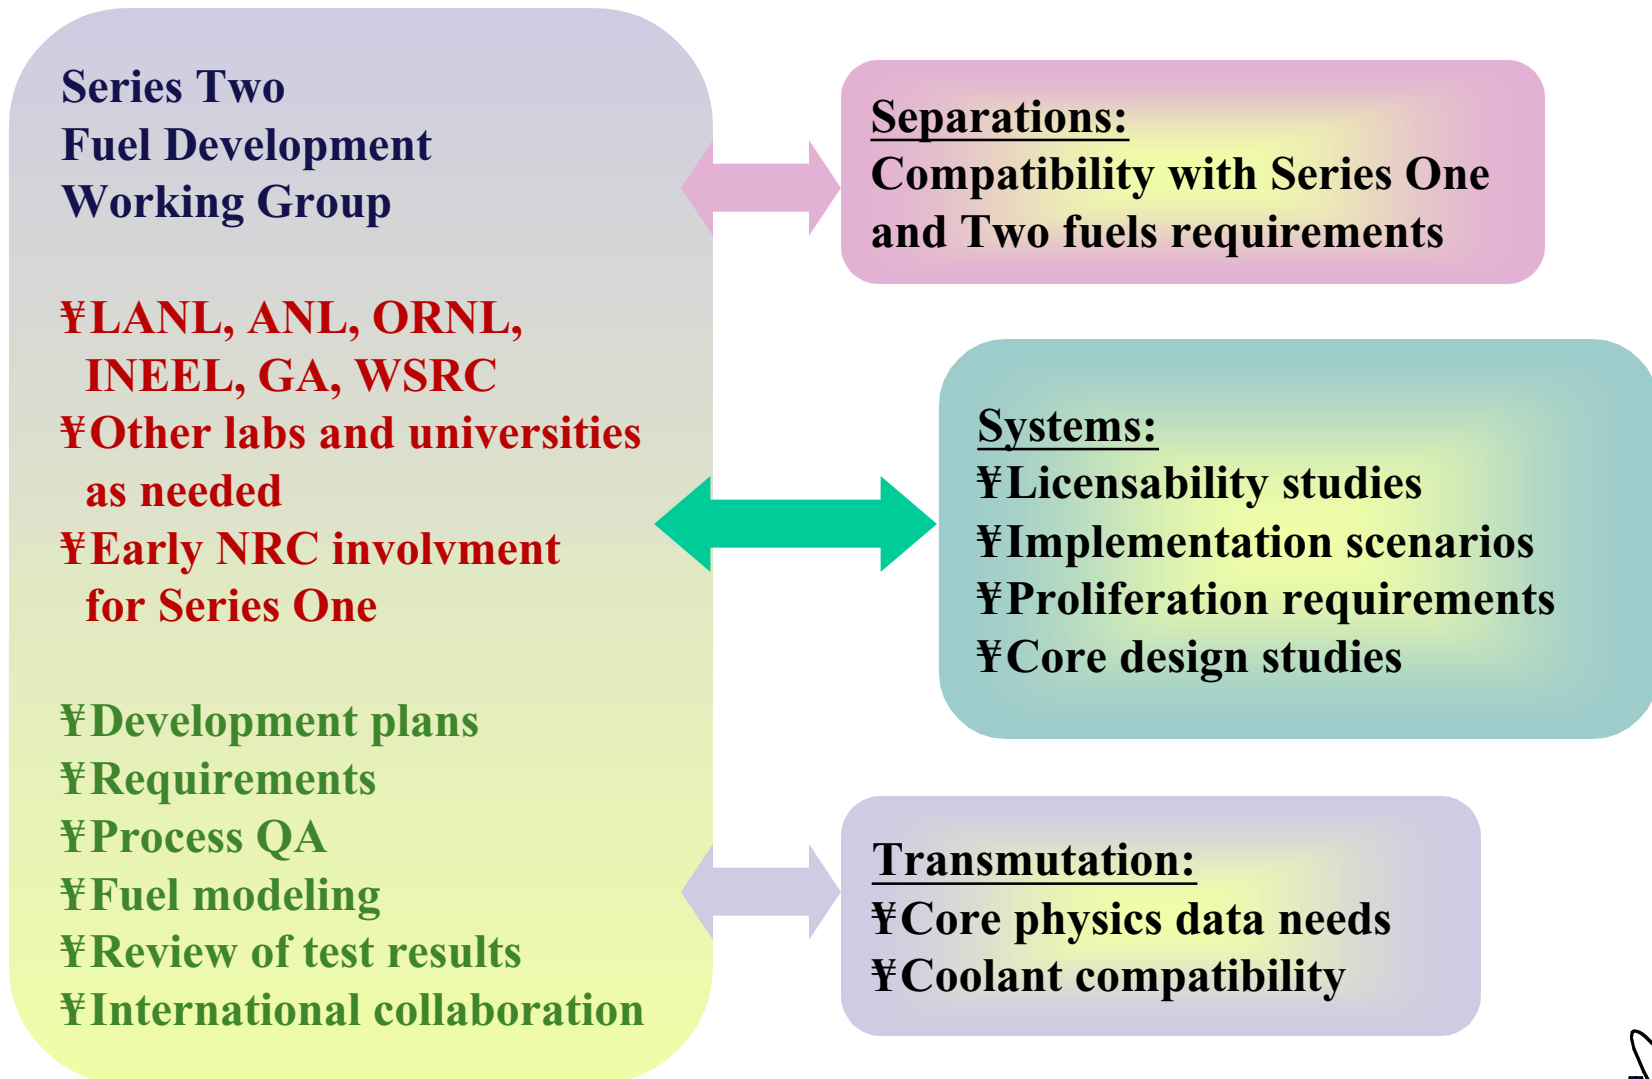 Series Two
Fuel Development
Working Group
¥LANL, ANL, ORNL,
INEEL, GA, WSRC
¥Other labs and universities
as needed
¥Early NRC involvment
for Series One
¥Development plans
¥Requirements
¥Process QA
¥Fuel modeling
¥Review of test results
¥International collaboration
Separations:
Compatibility with Series One
and Two fuels requirements
Systems:
¥Licensability studies
¥Implementation scenarios
¥Proliferation requirements
¥Core design studies
Transmutation:
¥Core physics data needs
¥Coolant compatibility